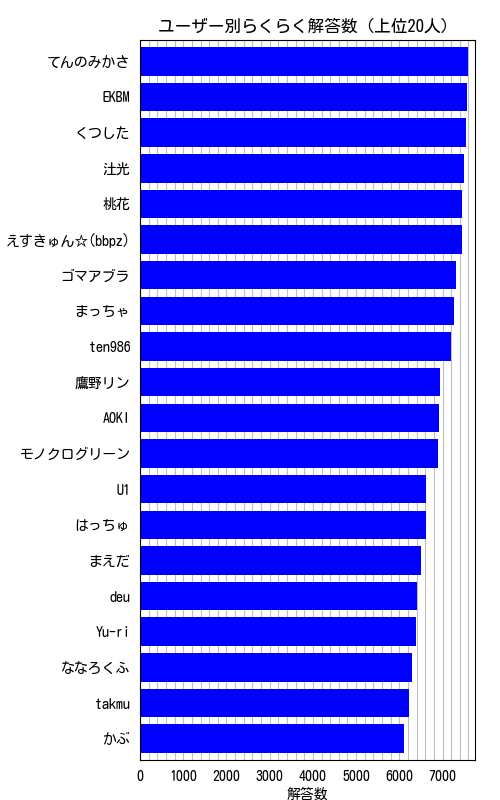 ユーザー別らくらく解答数（上位20人）
てんのみかさ
EKBM
くつした
辻光
桃花
えすきゅん☆(bbpz)
ゴマアブラ
まっちゃ
ten986
鷹野リン
AOKI
モノクログリーン
U1
はっちゅ
まえだ
deu
Yu-ri
ななろくふ
takmu
かぶ
0 1000 2000 3000 4000 5000 6000 7000
解答数